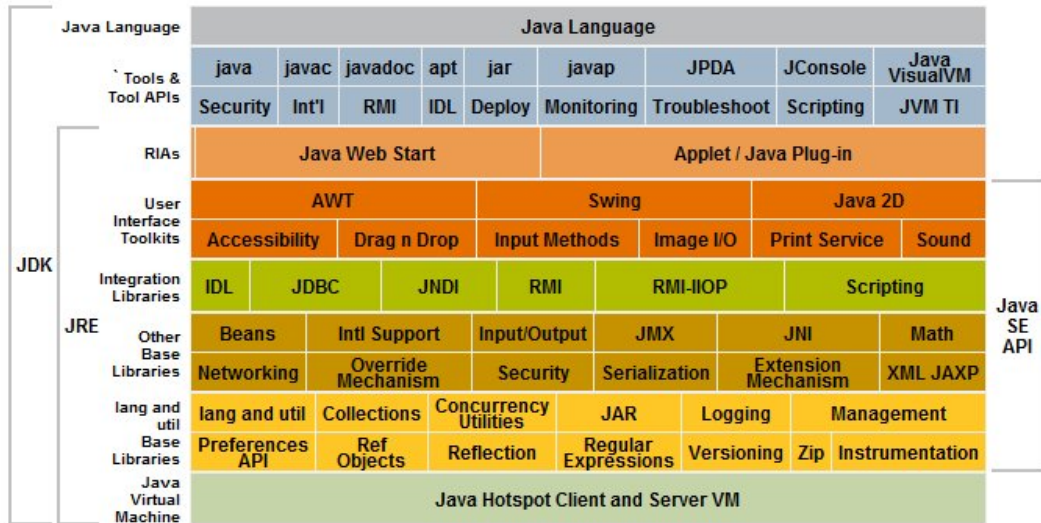 Java Language
Java Language
` Tools &
Tool APIs
java javac javadoc apt jar javap JPDA JConsole Java VisualVM
Security Int'l RMI IDL Deploy Monitoring Troubleshoot Scripting JVM TI
RIAs
Java Web Start Applet / Java Plug-in
User
Interface
Toolkits
AWT Swing Java 2D
Accessibility Drag n Drop Input Methods Image I/O Print Service Sound
JDK
Integration
Libraries
IDL JDBC JNDI RMI RMI-IIOP Scripting
JRE
Other
Base
Libraries
Beans Intl Support Input/Output JMX JNI Math
Networking Override Mechanism Security Serialization Extension Mechanism XML JAXP
Java
SE
API
lang and
util
Base
Libraries
lang and util Collections Concurrency Utilities JAR Logging Management
Preferences API Ref Objects Reflection Regular Expressions Versioning Zip Instrumentation
Java
Virtual
Machine
Java Hotspot Client and Server VM